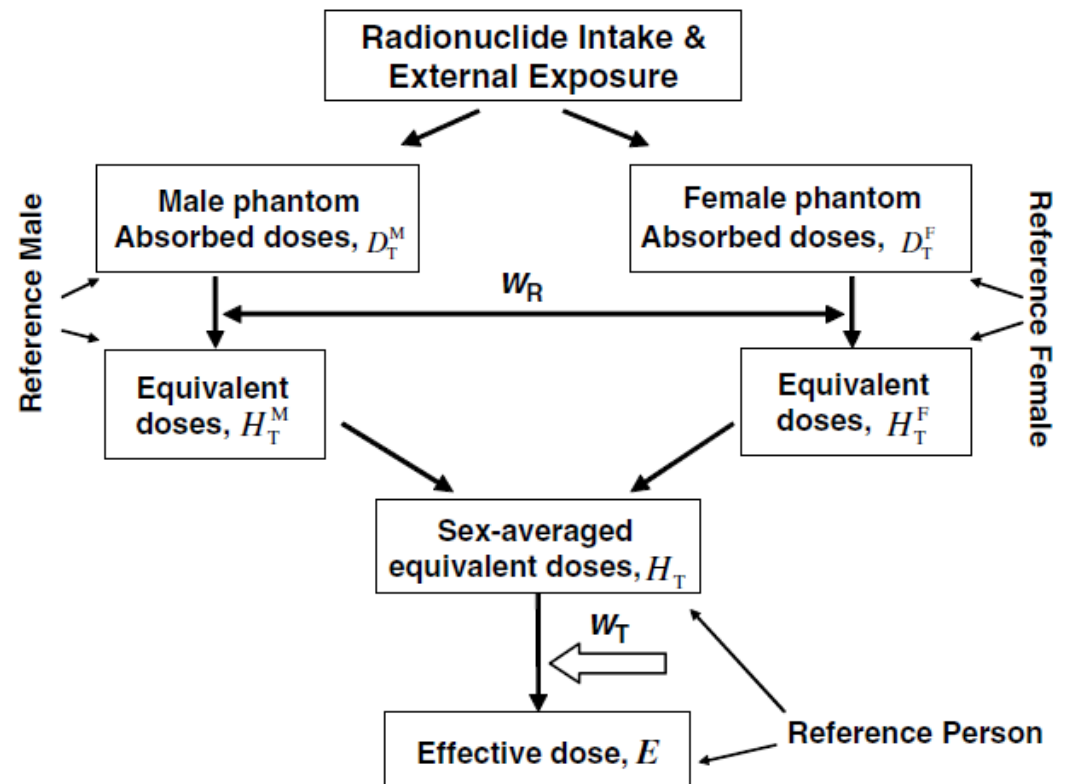 Radionuclide Intake &
External Exposure
Male phantom
Absorbed doses, D_T^M
Female phantom
Absorbed doses, D_T^F
Reference Male
Reference Female
w_R
Equivalent
doses, H_T^M
Equivalent
doses, H_T^F
Sex-averaged
equivalent doses, H_T
w_T
Reference Person
Effective dose, E